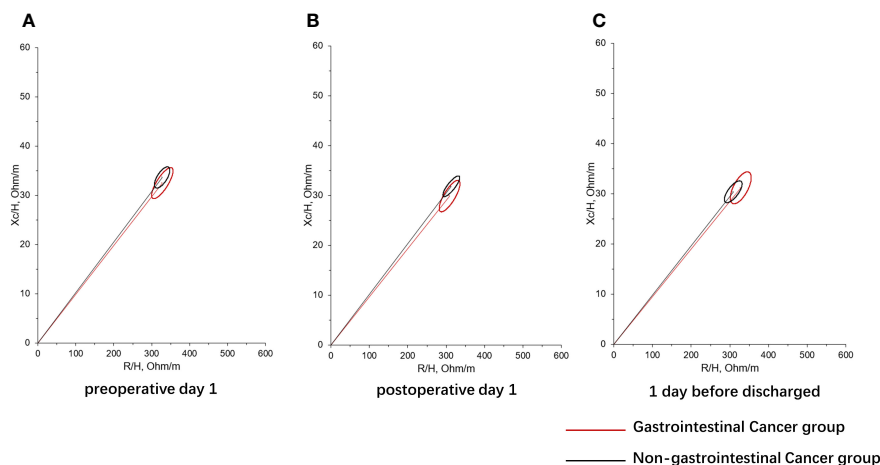 A
B
C
60
50
40
30
20
10
0
Xc/H, Ohm/m
0 100 200 300 400 500 600
R/H, Ohm/m
preoperative day 1
60
50
40
30
20
10
0
Xc/H, Ohm/m
0 100 200 300 400 500 600
R/H, Ohm/m
postoperative day 1
60
50
40
30
20
10
0
Xc/H, Ohm/m
0 100 200 300 400 500 600
R/H, Ohm/m
1 day before discharged
Gastrointestinal Cancer group
Non-gastrointestinal Cancer group